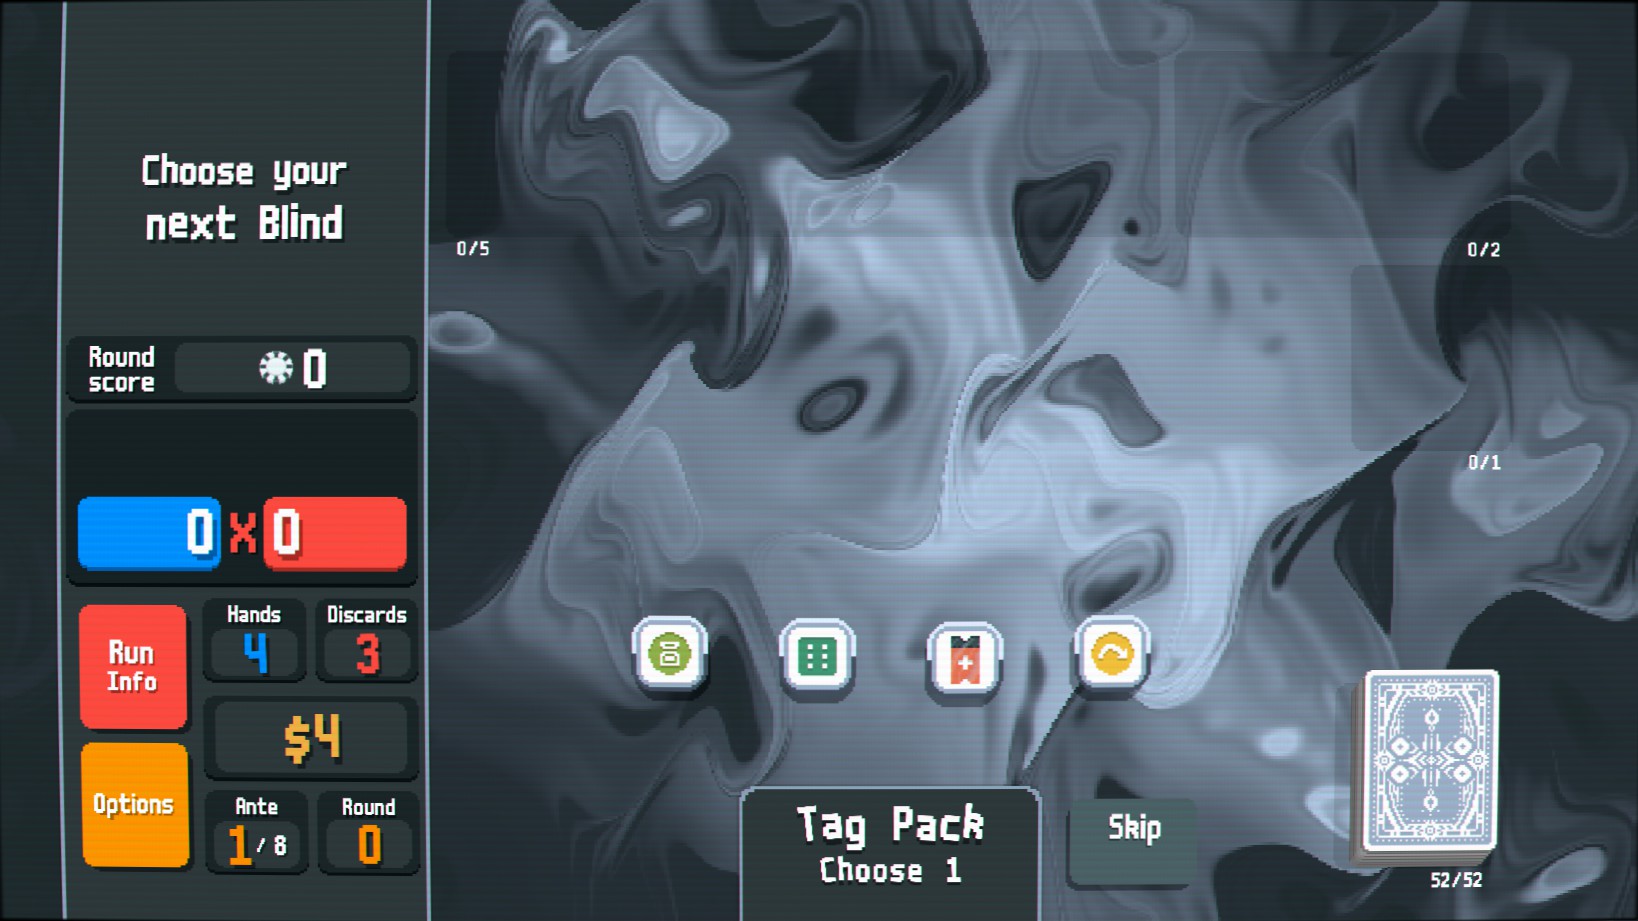 Choose your
next Blind
Round
score
0
0 X 0
Run
Info
Hands
4
Discards
3
$4
Options
Ante
1 / 8
Round
0
0/5
0/2
0/1
Tag Pack
Choose 1
Skip
52/52